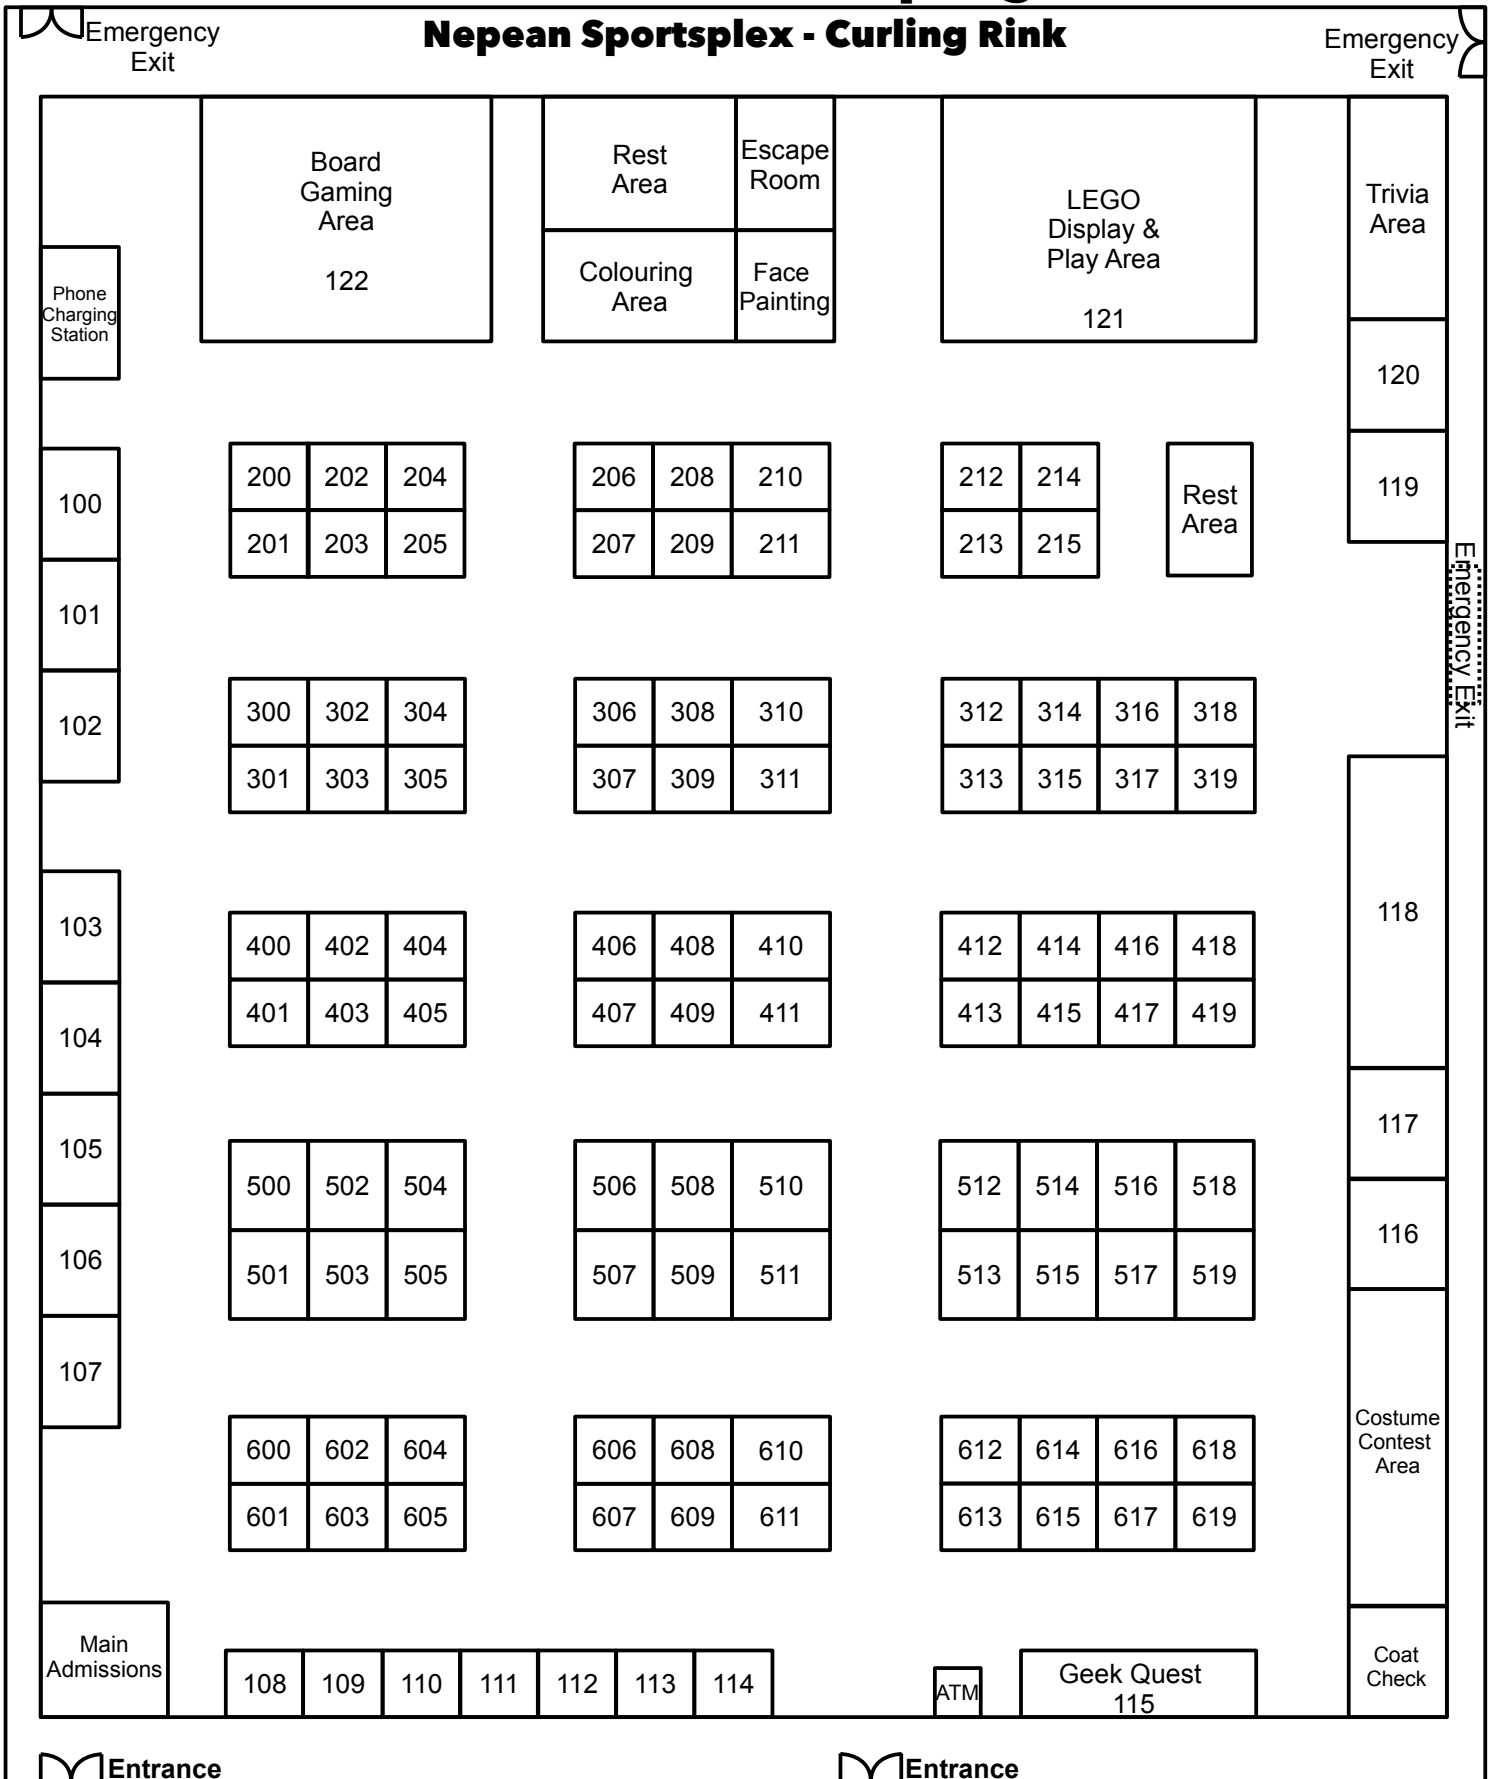 Nepean Sportsplex - Curling Rink
Emergency
Exit
Emergency
Exit
Board
Gaming
Area
122
Rest
Area
Escape
Room
Colouring
Area
Face
Painting
LEGO
Display &
Play Area
121
Trivia
Area
Phone
Charging
Station
120
119
Emergency Exit
100
101
102
200 202 204
201 203 205
206 208 210
207 209 211
212 214
213 215
Rest
Area
300 302 304
301 303 305
306 308 310
307 309 311
312 314 316 318
313 315 317 319
118
103
104
105
106
107
400 402 404
401 403 405
406 408 410
407 409 411
412 414 416 418
413 415 417 419
117
116
500 502 504
501 503 505
506 508 510
507 509 511
512 514 516 518
513 515 517 519
Costume
Contest
Area
600 602 604
601 603 605
606 608 610
607 609 611
612 614 616 618
613 615 617 619
Main
Admissions
108 109 110 111 112 113 114
ATM
Geek Quest
115
Coat
Check
Entrance
Entrance